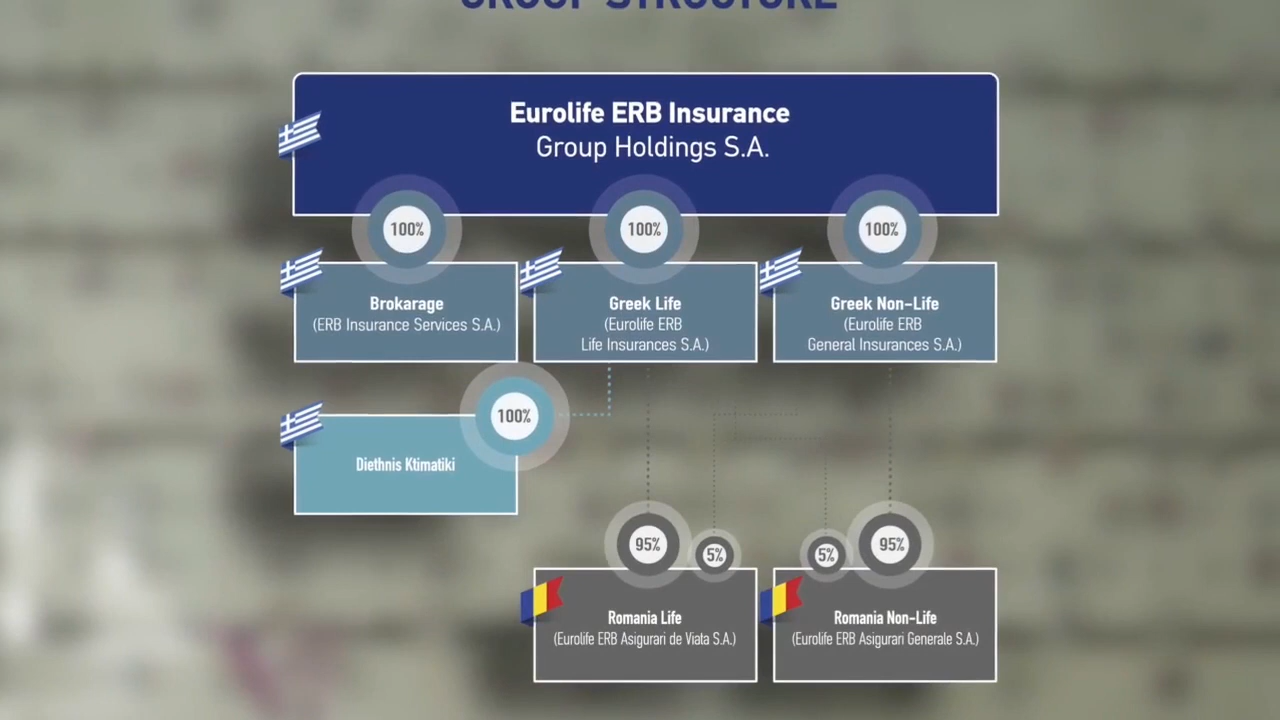 GROUP STRUCTURE
Eurolife ERB Insurance
Group Holdings S.A.
100%
100%
100%
Brokarage
(ERB Insurance Services S.A.)
Greek Life
(Eurolife ERB
Life Insurances S.A.)
Greek Non-Life
(Eurolife ERB
General Insurances S.A.)
100%
Diethnis Ktimatiki
95%
5%
5%
95%
Romania Life
(Eurolife ERB Asigurari de Viata S.A.)
Romania Non-Life
(Eurolife ERB Asigurari Generale S.A.)